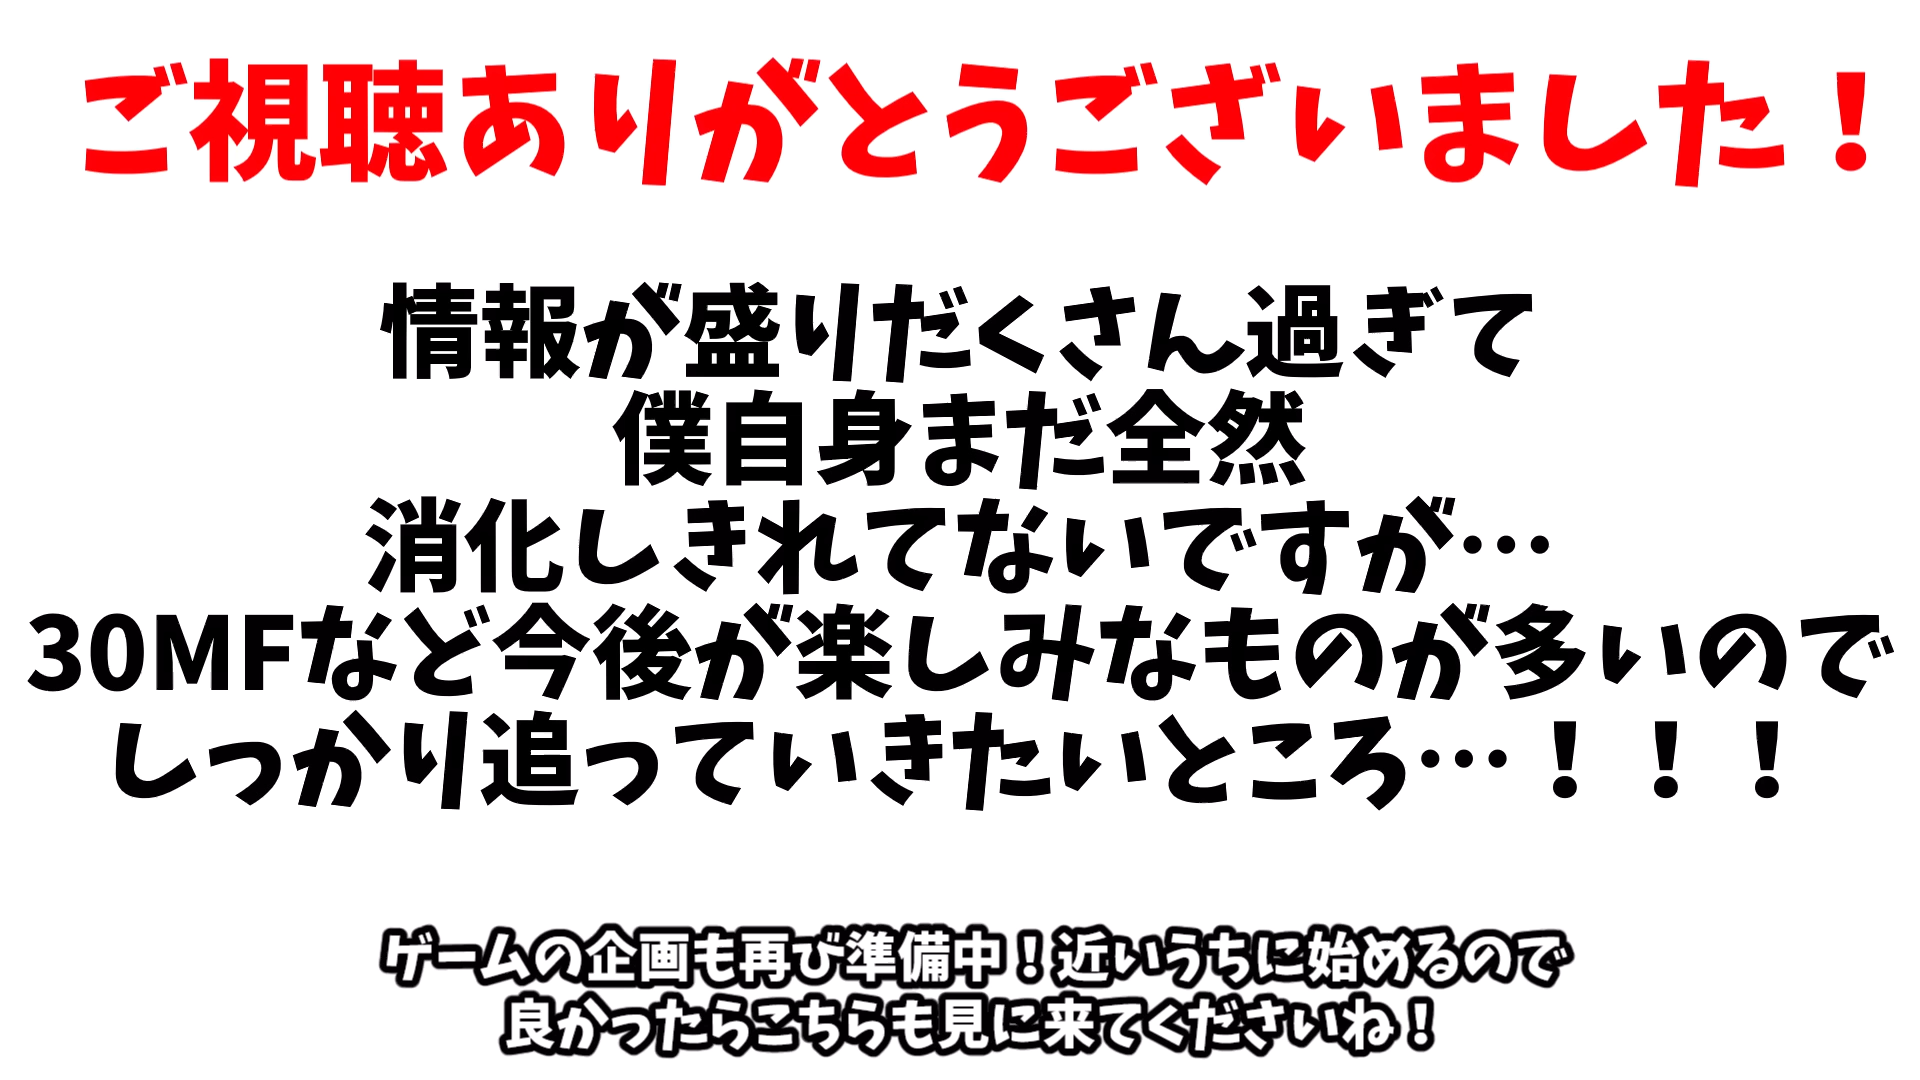 ご視聴ありがとうございました！
情報が盛りだくさん過ぎて
僕自身まだ全然
消化しきれてないですが…
30MFなど今後が楽しみなものが多いので
しっかり追っていきたいところ…！！！
ゲームの企画も再び準備中！近いうちに始めるので
良かったらこちらも見に来てくださいね！